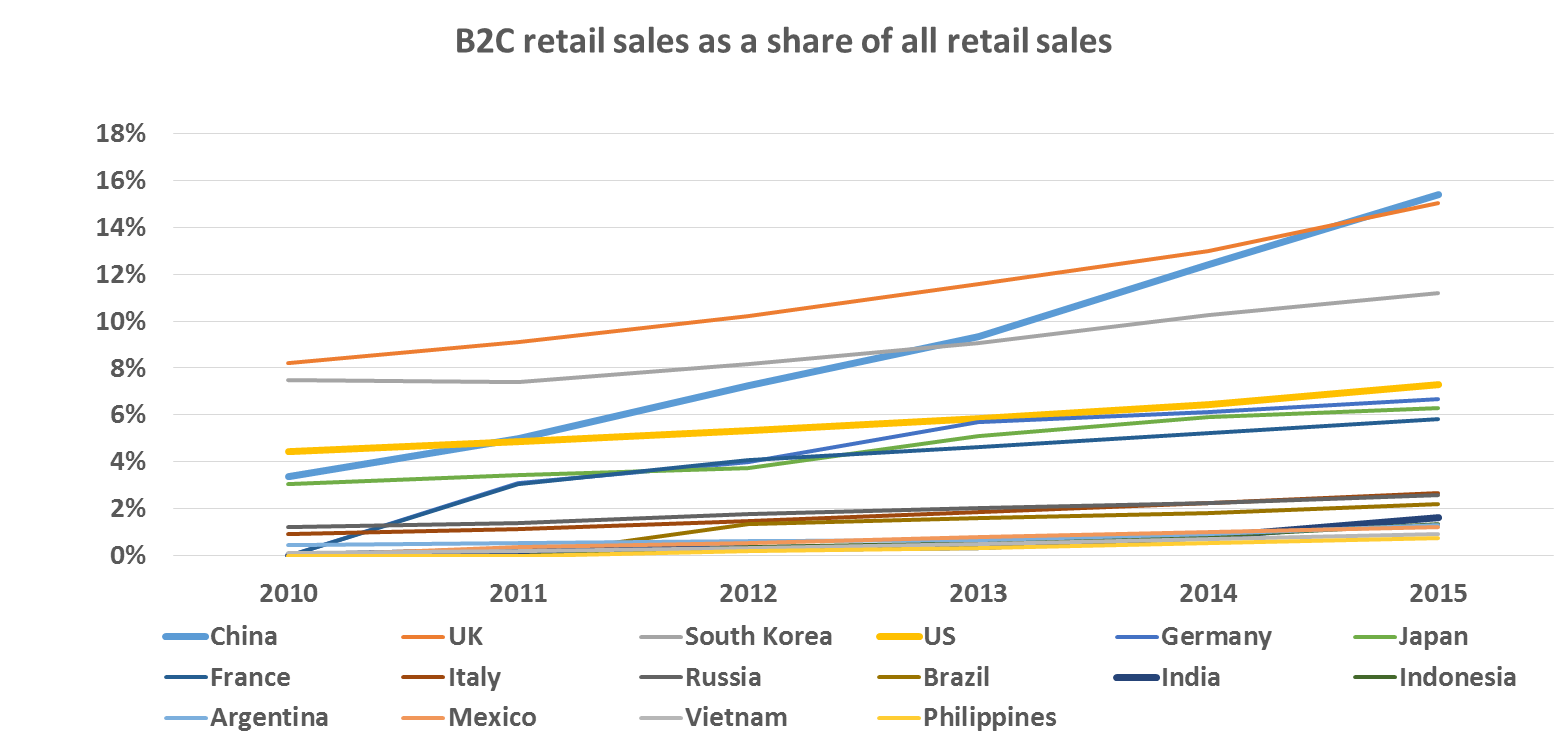 B2C retail sales as a share of all retail sales
18%
16%
14%
12%
10%
8%
6%
4%
2%
0%
2010 2011 2012 2013 2014 2015
China UK South Korea US Germany Japan
France Italy Russia Brazil India Indonesia
Argentina Mexico Vietnam Philippines